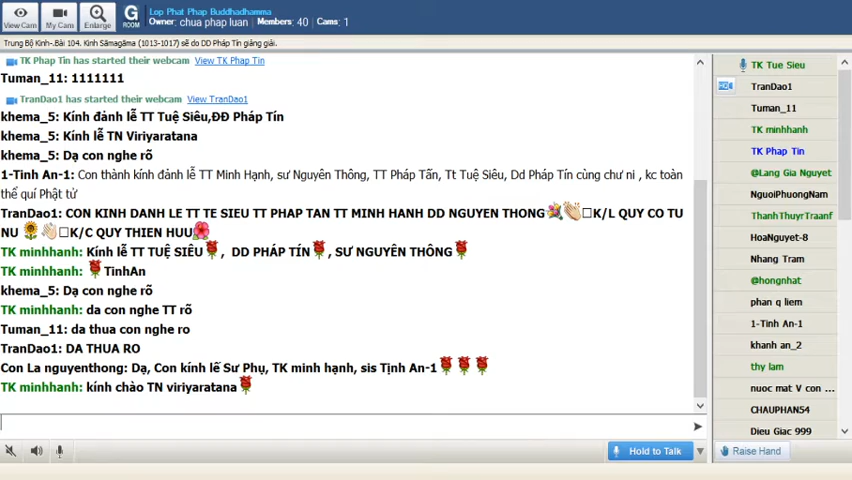 View Cam
My Cam
Enlarge
G
ROOM
Lop Phat Phap Buddhadhamma
Owner: chua phap luan Members: 40 Cams: 1
Trung Bộ Kinh-.Bài 104. Kinh Sāmagāma (1013-1017) sẽ do DD Pháp Tín giảng giải.
TK Phap Tin has started their webcam View TK Phap Tin
Tuman_11: 1111111
TranDao1 has started their webcam View TranDao1
khema_5: Kính đảnh lễ TT Tuệ Siêu,ĐĐ Pháp Tín
khema_5: Kính lễ TN Viriyaratana
khema_5: Dạ con nghe rõ
1-Tinh An-1: Con thành kính đảnh lễ TT Minh Hạnh, sư Nguyên Thông, TT Pháp Tấn, Tt Tuệ Siêu, Dd Pháp Tín cùng chư ni , kc toàn
thể quí Phật tử
TranDao1: CON KINH DANH LE TT TE SIEU TT PHAP TAN TT MINH HANH DD NGUYEN THONG K/L QUY CO TU
NU K/C QUY THIEN HUU
TK minhhanh: Kính lễ TT TUỆ SIÊU, DD PHÁP TÍN, SƯ NGUYÊN THÔNG
TK minhhanh: TinhAn
khema_5: Dạ con nghe rõ
TK minhhanh: da con nghe TT rõ
Tuman_11: da thua con nghe ro
TranDao1: DA THUA RO
Con La nguyenthong: Dạ, Con kính lễ Sư Phụ, TK minh hạnh, sis Tịnh An-1
TK minhhanh: kính chào TN viriyaratana
Hold to Talk
TK Tue Sieu
HD
TranDao1
Tuman_11
TK minhhanh
TK Phap Tin
@Lang Gia Nguyet
NguoiPhuongNam
ThanhThuyrTraanf
HoaNguyet-8
Nhang Tram
@hongnhat
phan q liem
1-Tinh An-1
khanh an_2
thy lam
nuoc mat V con ...
CHAUPHAN54
Dieu Giac 999
Raise Hand